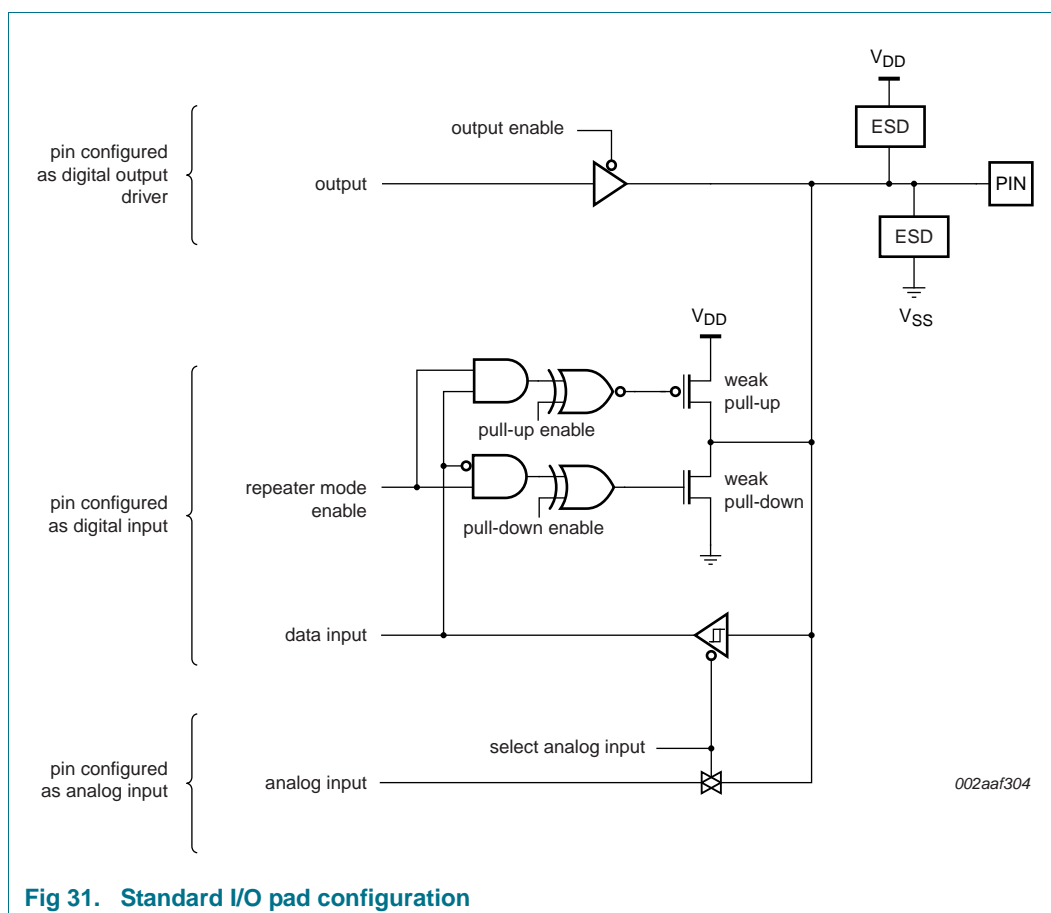 VDD
ESD
output enable
pin configured
as digital output
driver
output
PIN
ESD
VSS
VDD
weak
pull-up
pull-up enable
pin configured
as digital input
repeater mode
enable
weak
pull-down
pull-down enable
data input
select analog input
pin configured
as analog input
analog input
002aaf304
Fig 31. Standard I/O pad configuration